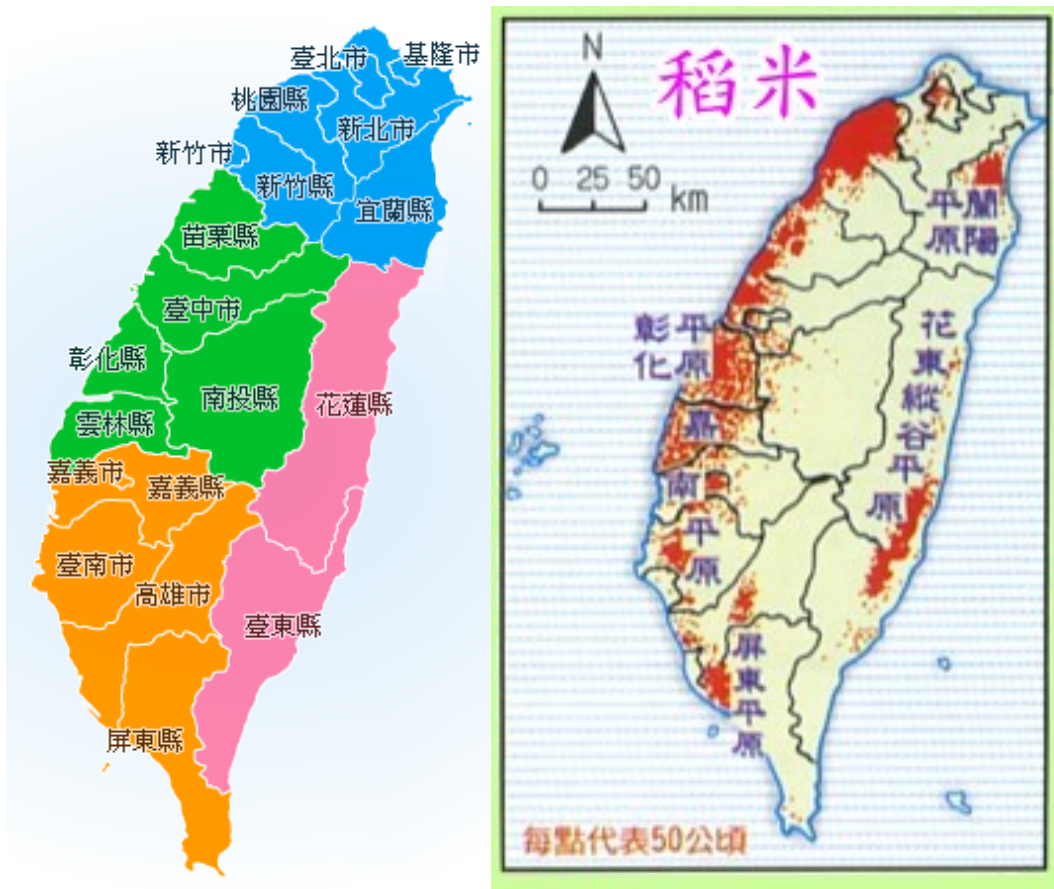 臺北市
基隆市
桃園縣
新北市
新竹市
新竹縣
宜蘭縣
苗栗縣
臺中市
彰化縣
南投縣
花蓮縣
雲林縣
嘉義市
嘉義縣
臺南市
高雄市
臺東縣
屏東縣
N
稻米
0 25 50 km
蘭陽平原
彰化平原
花東縱谷平原
嘉南平原
屏東平原
每點代表50公頃